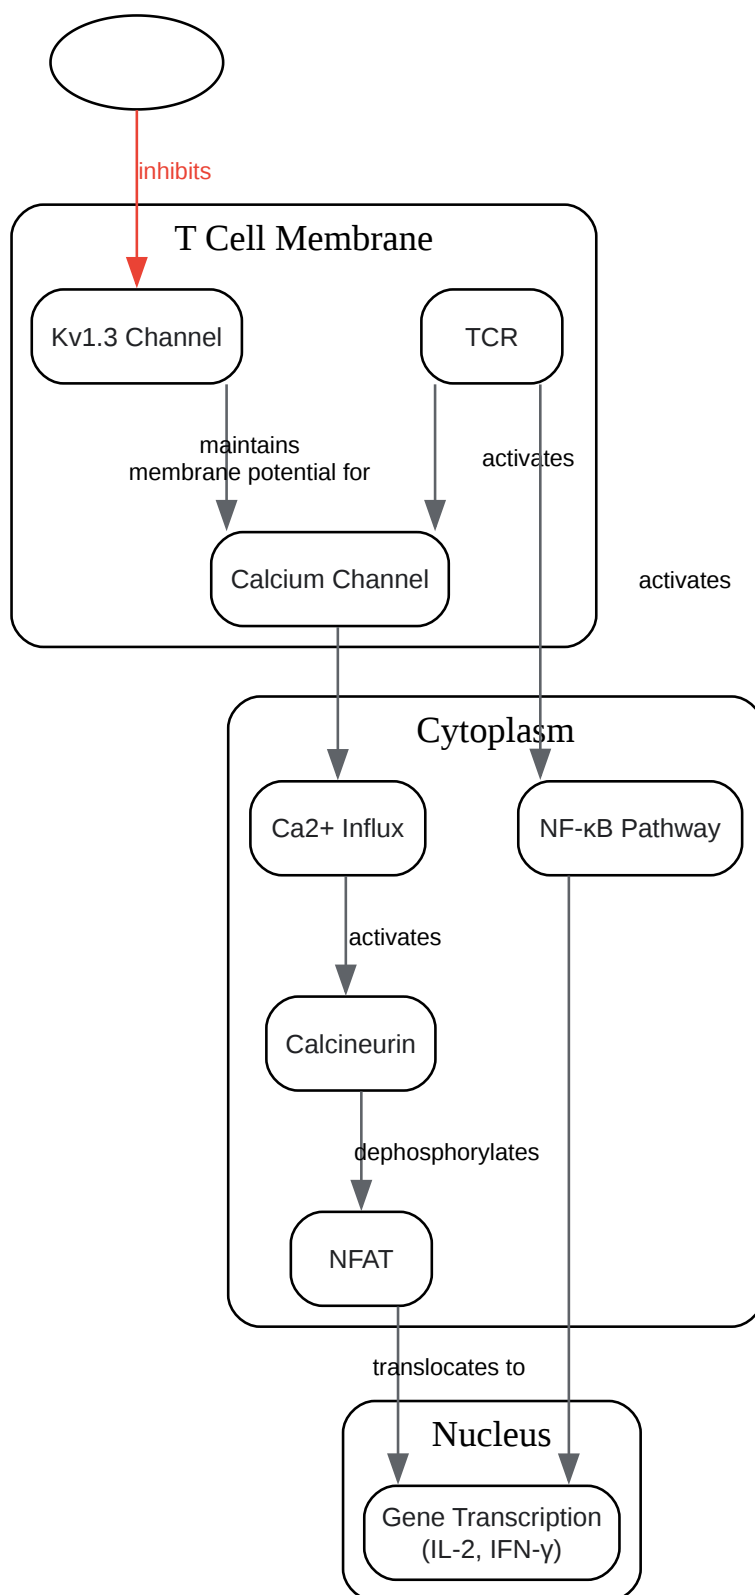 inhibits
T Cell Membrane
Kv1.3 Channel
TCR
maintains
membrane potential for
activates
Calcium Channel
activates
Cytoplasm
Ca2+ Influx
NF-κB Pathway
activates
Calcineurin
dephosphorylates
NFAT
translocates to
Nucleus
Gene Transcription
(IL-2, IFN-γ)